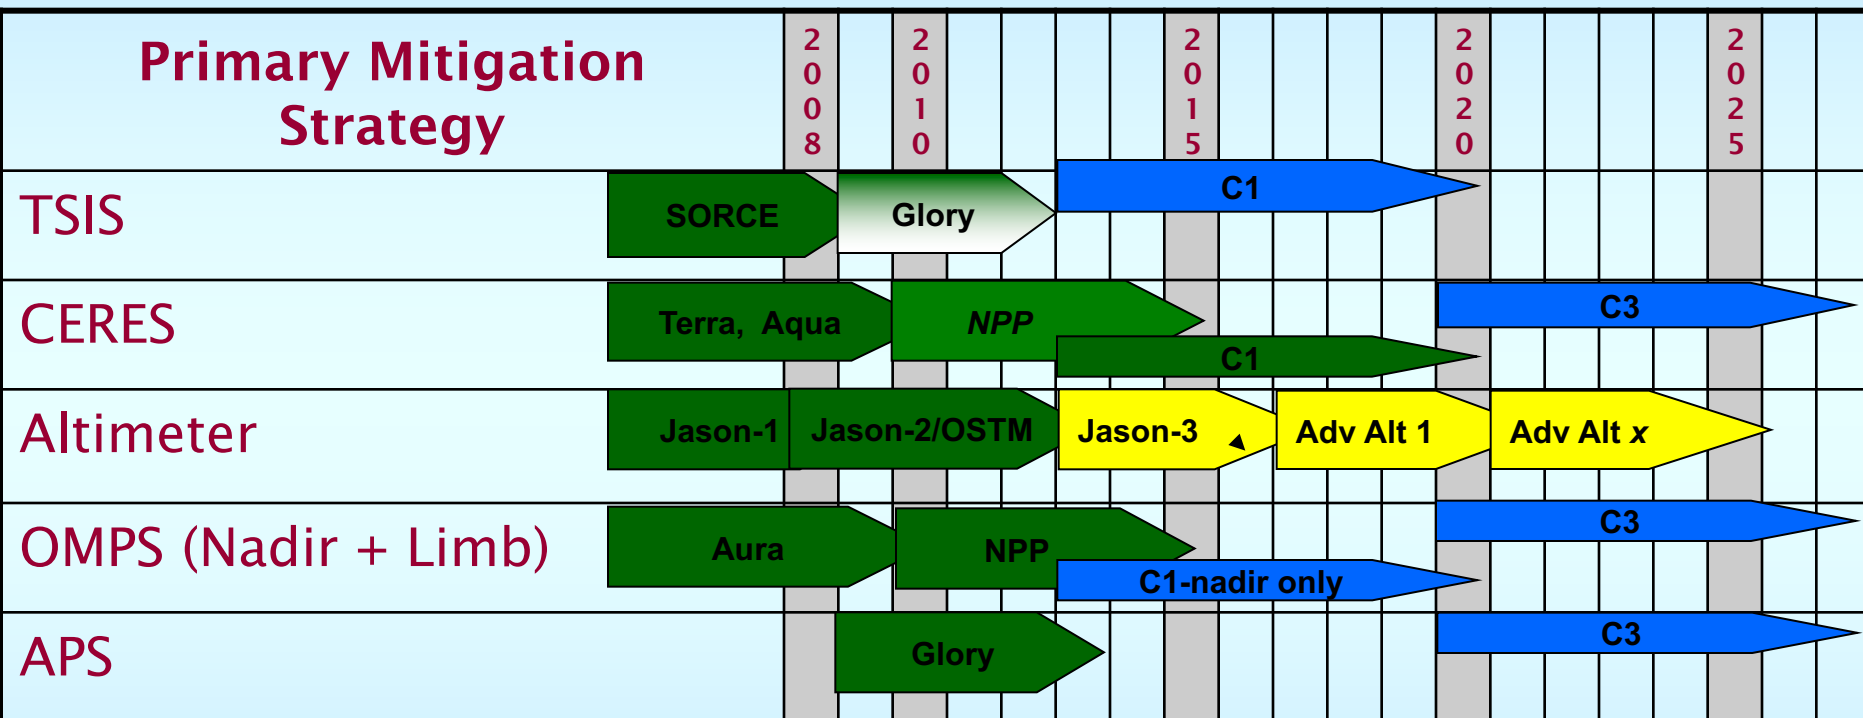 Primary Mitigation
Strategy
2008
2010
2015
2020
2025
TSIS
SORCE
Glory
C1
CERES
Terra, Aqua
NPP
C1
C3
Altimeter
Jason-1
Jason-2/OSTM
Jason-3
Adv Alt 1
Adv Alt x
OMPS (Nadir + Limb)
Aura
NPP
C1-nadir only
C3
APS
Glory
C3